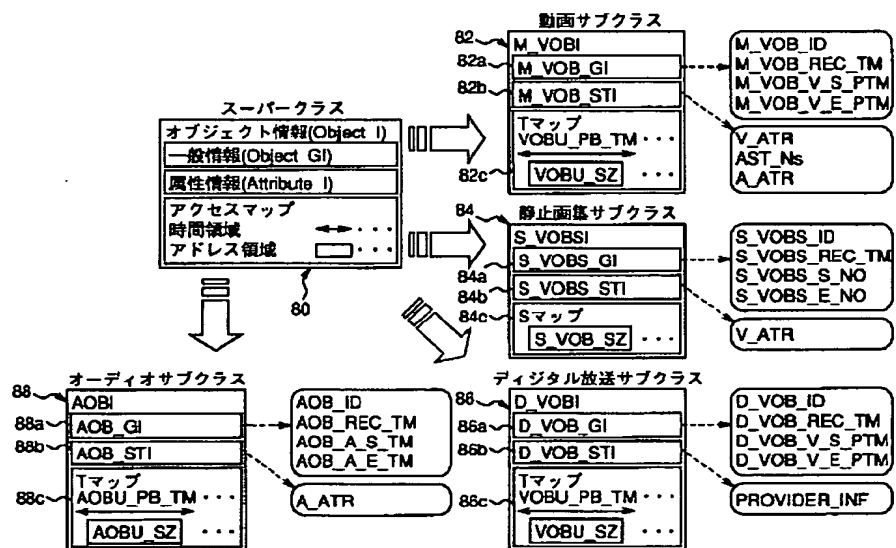 動画サブクラス
82
M_VOBI
82a
M_VOB_GI
82b
M_VOB_STI
Tマップ
VOBU_PB_TM ・・・
82c
VOBU_SZ ・・・
M_VOB_ID
M_VOB_REC_TM
M_VOB_V_S_PTM
M_VOB_V_E_PTM
V_ATR
AST_Ns
A_ATR
スーパークラス
オブジェクト情報(Object_I)
一般情報(Object_GI)
属性情報(Attribute_I)
アクセスマップ
時間領域 ・・・
アドレス領域 ・・・
80
静止画集サブクラス
84
S_VOBSI
84a
S_VOBS_GI
84b
S_VOBS_STI
84c
Sマップ
S_VOB_SZ ・・・
S_VOBS_ID
S_VOBS_REC_TM
S_VOBS_S_NO
S_VOBS_E_NO
V_ATR
オーディオサブクラス
88
AOBI
88a
AOB_GI
88b
AOB_STI
Tマップ
88c
AOBU_PB_TM ・・・
AOBU_SZ ・・・
AOB_ID
AOB_REC_TM
AOB_A_S_TM
AOB_A_E_TM
A_ATR
ディジタル放送サブクラス
86
D_VOBI
86a
D_VOB_GI
86b
D_VOB_STI
Tマップ
86c
VOBU_PB_TM ・・・
VOBU_SZ ・・・
D_VOB_ID
D_VOB_REC_TM
D_VOB_V_S_PTM
D_VOB_V_E_PTM
PROVIDER_INF